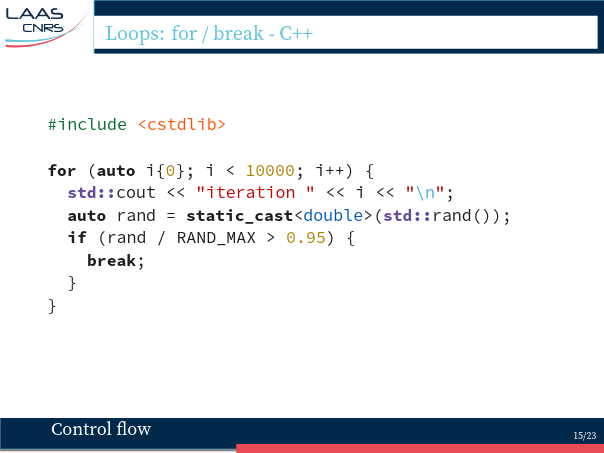 LAAS
CNRS
Loops: for / break - C++
#include <cstdlib>
for (auto i{0}; i < 10000; i++) {
  std::cout << "iteration " << i << "\n";
  auto rand = static_cast<double>(std::rand());
  if (rand / RAND_MAX > 0.95) {
    break;
  }
}
Control flow
15/23